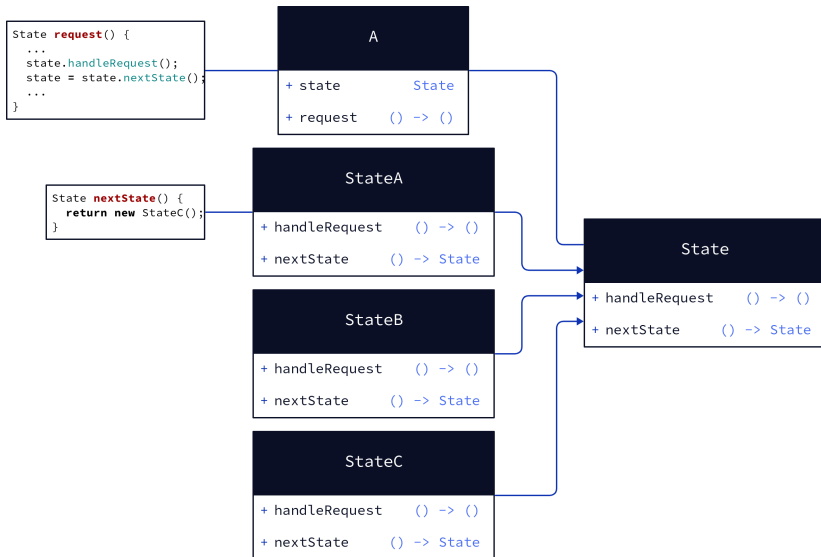 State request() {
...
state.handleRequest();
state = state.nextState();
...
}
A
+ state State
+ request () -> ()
State nextState() {
return new StateC();
}
StateA
+ handleRequest () -> ()
+ nextState () -> State
StateB
+ handleRequest () -> ()
+ nextState () -> State
StateC
+ handleRequest () -> ()
+ nextState () -> State
State
+ handleRequest () -> ()
+ nextState () -> State